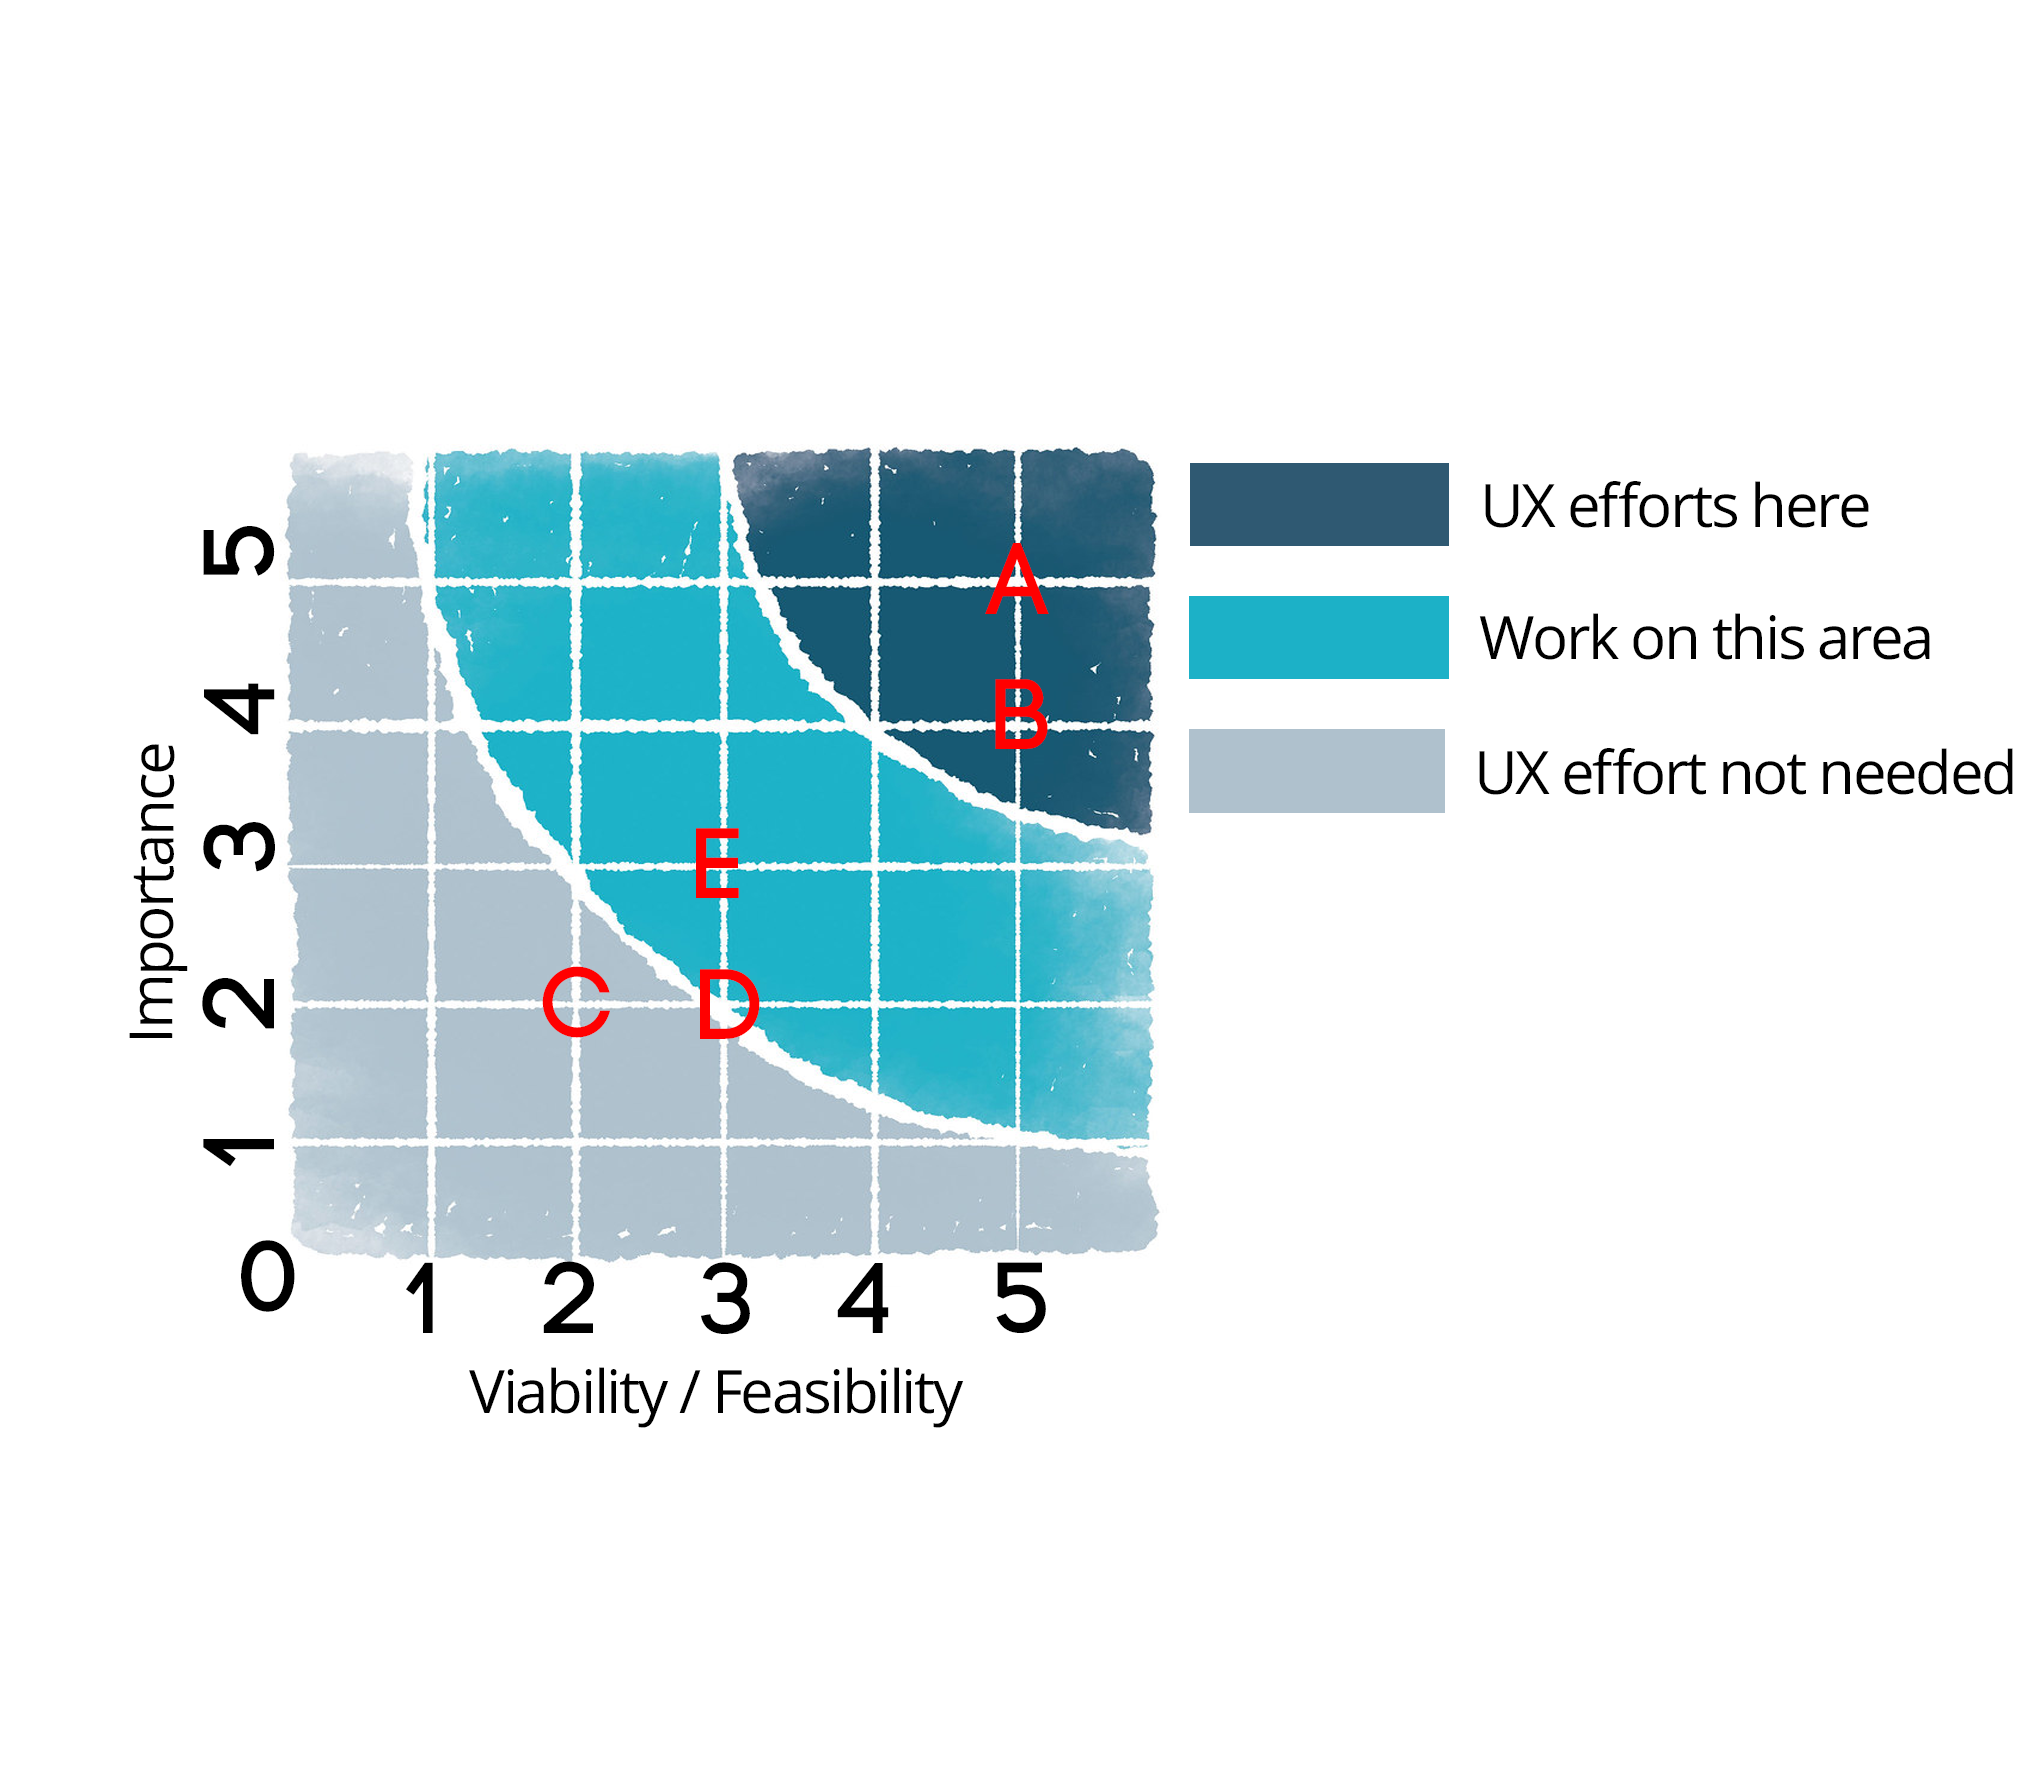 5
4
3
2
1
0
Importance
A
B
E
C
D
1 2 3 4 5
Viability / Feasibility
UX efforts here
Work on this area
UX effort not needed